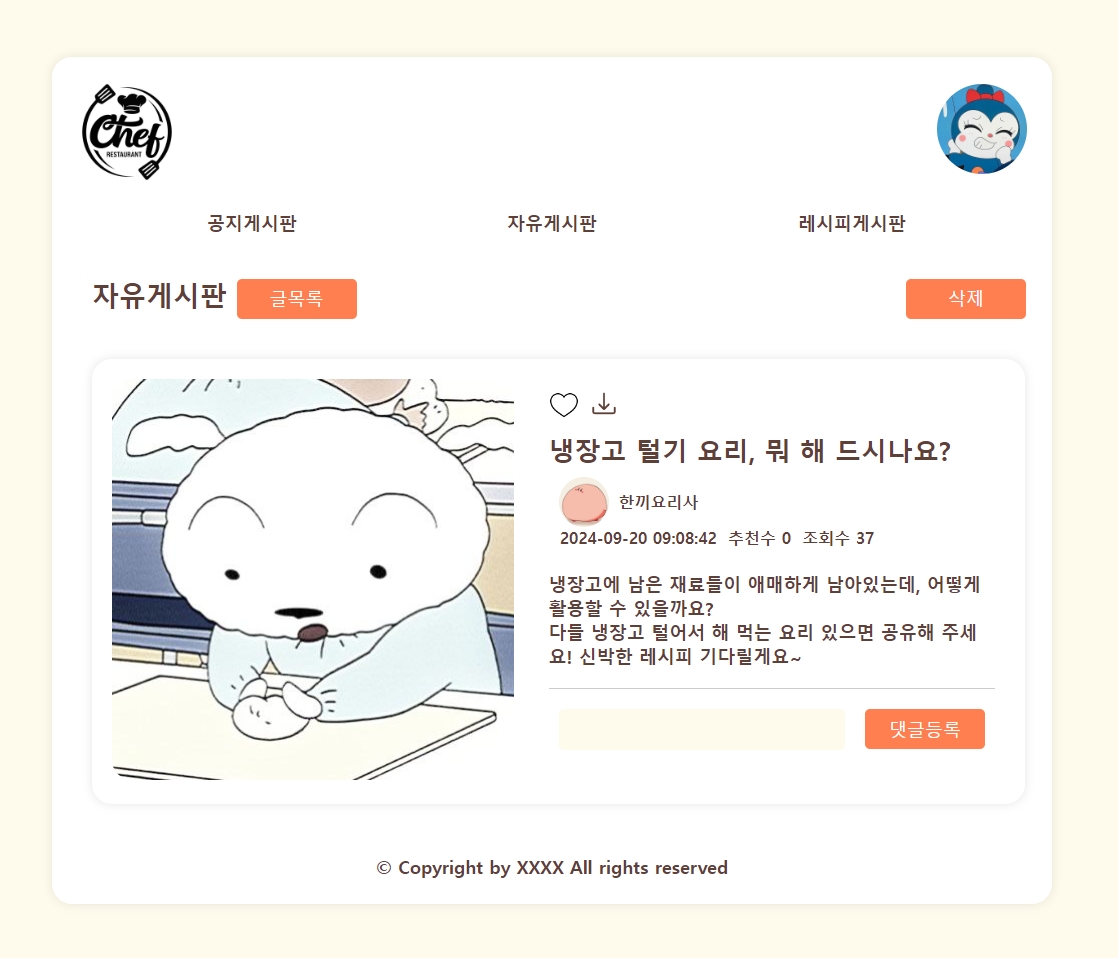 Chef
RESTAURANT
공지게시판
자유게시판
레시피게시판
자유게시판
글목록
삭제
냉장고 털기 요리, 뭐 해 드시나요?
한끼요리사
2024-09-20 09:08:42 추천수 0 조회수 37
냉장고에 남은 재료들이 애매하게 남아있는데, 어떻게
활용할 수 있을까요?
다들 냉장고 털어서 해 먹는 요리 있으면 공유해 주세
요! 신박한 레시피 기다릴게요~
댓글등록
© Copyright by XXXX All rights reserved